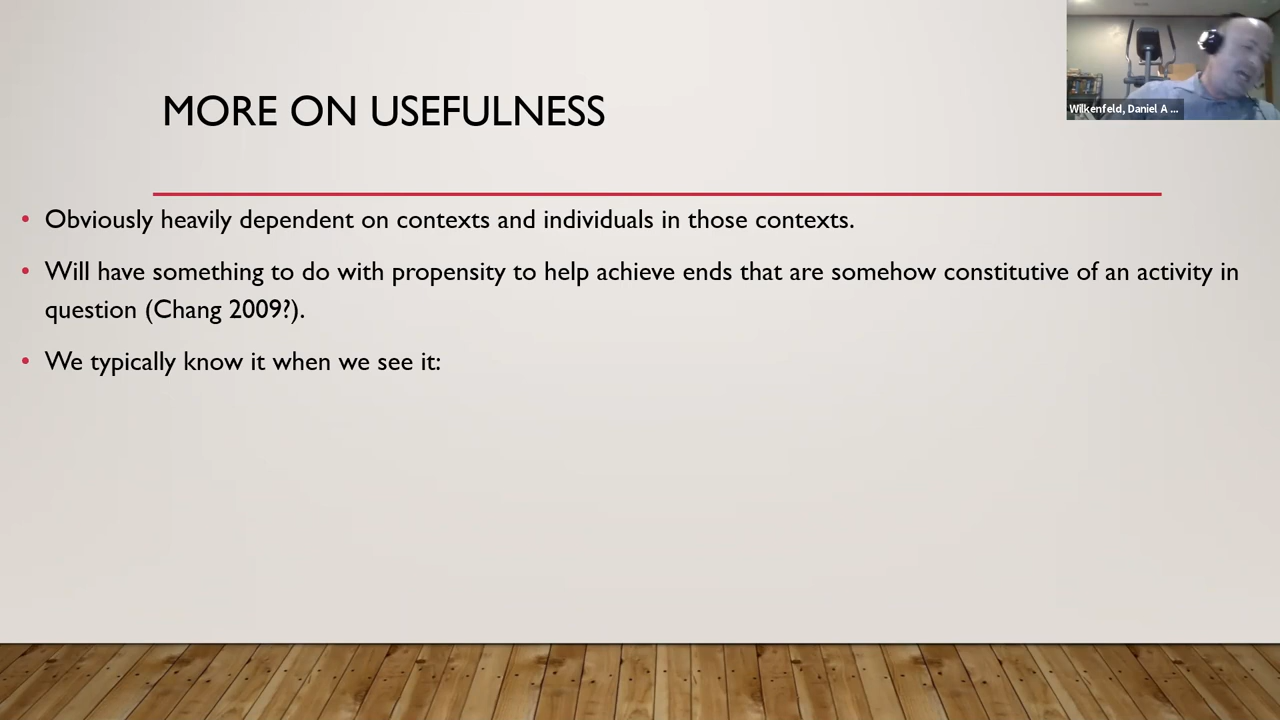 MORE ON USEFULNESS
Wilkenfeld, Daniel A ...
• Obviously heavily dependent on contexts and individuals in those contexts.
• Will have something to do with propensity to help achieve ends that are somehow constitutive of an activity in
question (Chang 2009?).
• We typically know it when we see it: